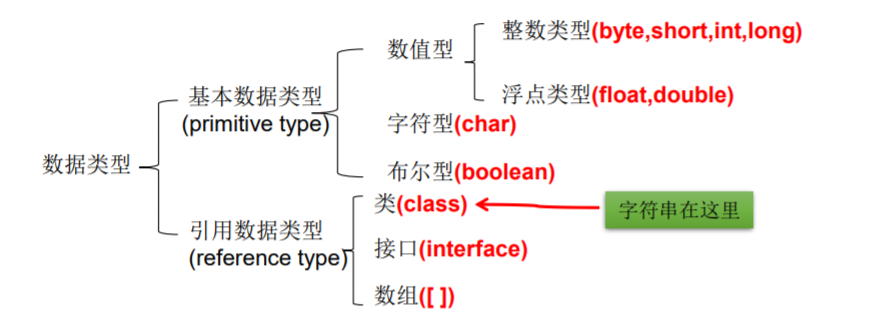 数据类型
基本数据类型
(primitive type)
数值型
整数类型(byte,short,int,long)
浮点类型(float,double)
字符型(char)
布尔型(boolean)
引用数据类型
(reference type)
类(class)
字符串在这里
接口(interface)
数组([ ])